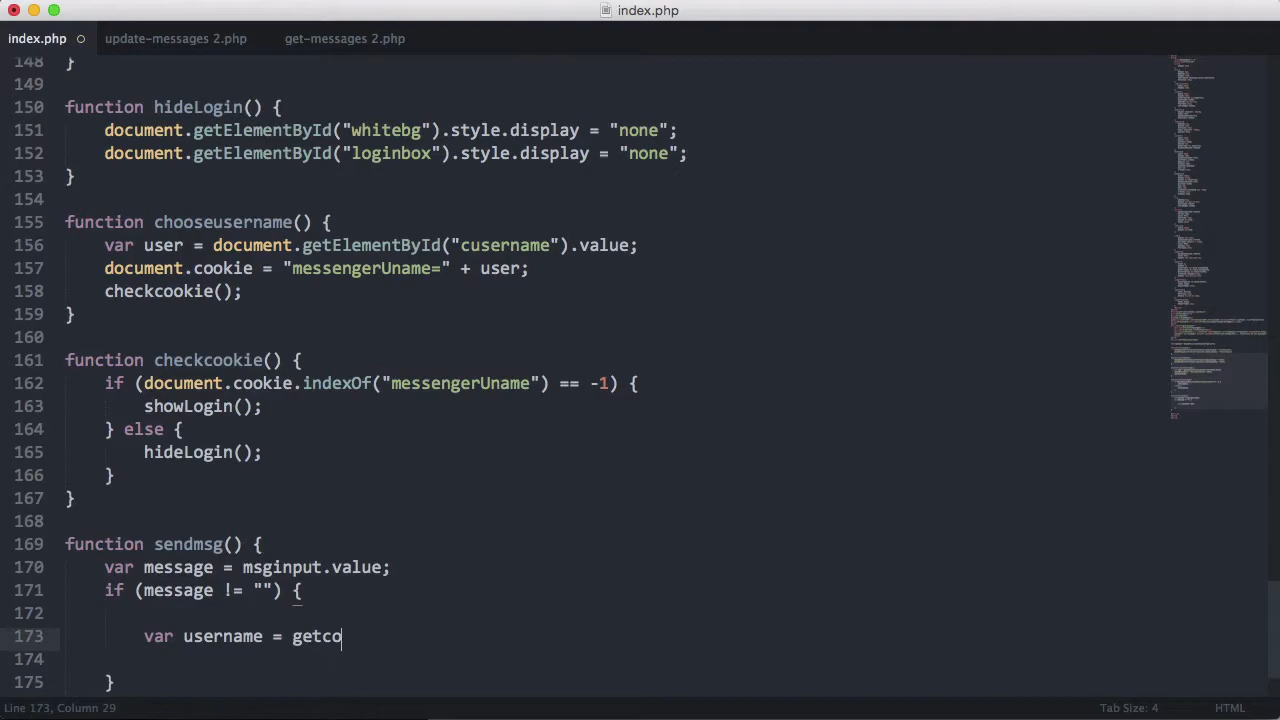 index.php
index.php update-messages 2.php get-messages 2.php
148 }
149
150 function hideLogin() {
151 document.getElementById("whitebg").style.display = "none";
152 document.getElementById("loginbox").style.display = "none";
153 }
154
155 function chooseusername() {
156 var user = document.getElementById("cusername").value;
157 document.cookie = "messengerUname=" + user;
158 checkcookie();
159 }
160
161 function checkcookie() {
162 if (document.cookie.indexOf("messengerUname") == -1) {
163 showLogin();
164 } else {
165 hideLogin();
166 }
167 }
168
169 function sendmsg() {
170 var message = msginput.value;
171 if (message != "") {
172
173 var username = getco
174
175 }
Line 173, Column 29 Tab Size: 4 HTML